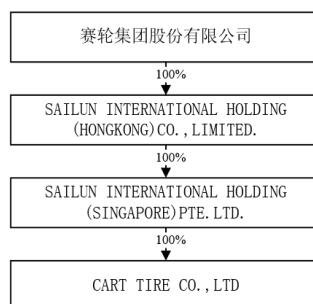 赛轮集团股份有限公司
100%
SAILUN INTERNATIONAL HOLDING
(HONGKONG)CO.,LIMITED.
100%
SAILUN INTERNATIONAL HOLDING
(SINGAPORE)PTE.LTD.
100%
CART TIRE CO.,LTD